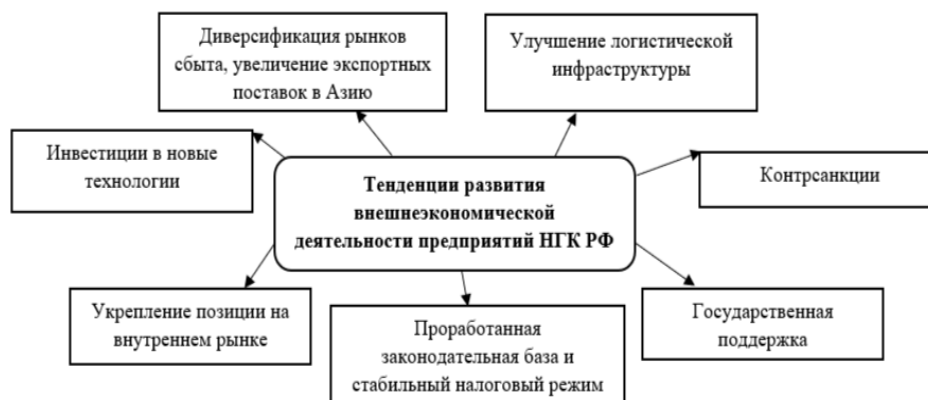 Диверсификация рынков
сбыта, увеличение экспортных
поставок в Азию
Улучшение логистической
инфраструктуры
Инвестиции в новые
технологии
Тенденции развития
внешнеэкономической
деятельности предприятий НГК РФ
Контрсанкции
Укрепление позиции на
внутреннем рынке
Проработанная
законодательная база и
стабильный налоговый режим
Государственная
поддержка